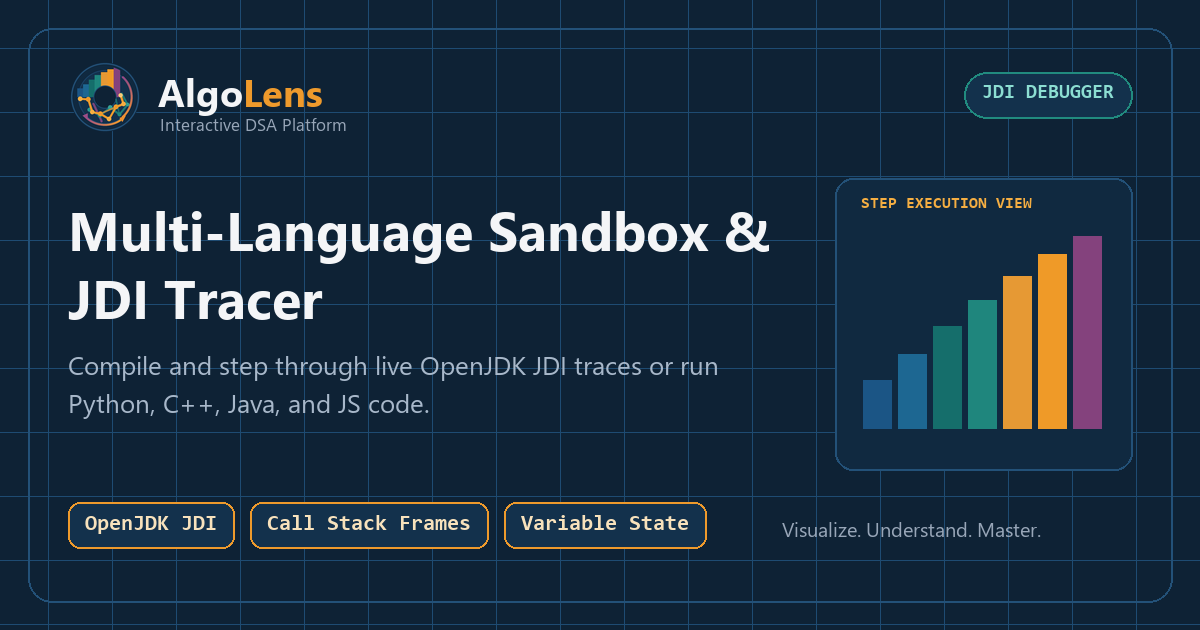 AlgoLens
Interactive DSA Platform
JDI DEBUGGER
Multi-Language Sandbox &
JDI Tracer
Compile and step through live OpenJDK JDI traces or run
Python, C++, Java, and JS code.
STEP EXECUTION VIEW
OpenJDK JDI
Call Stack Frames
Variable State
Visualize. Understand. Master.